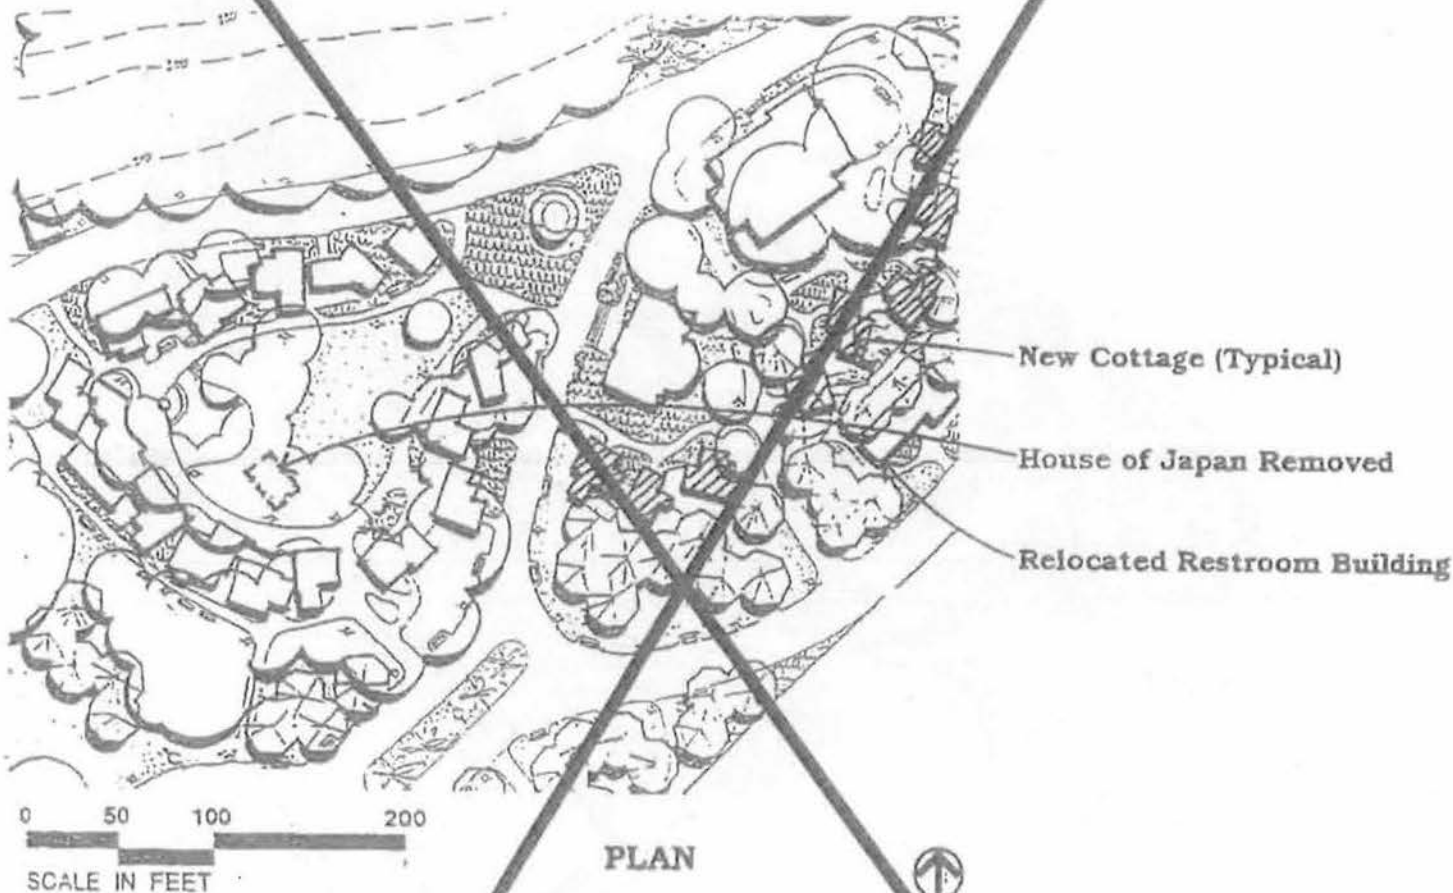 New Cottage (Typical)
House of Japan Removed
Relocated Restroom Building
0 50 100 200
SCALE IN FEET
PLAN